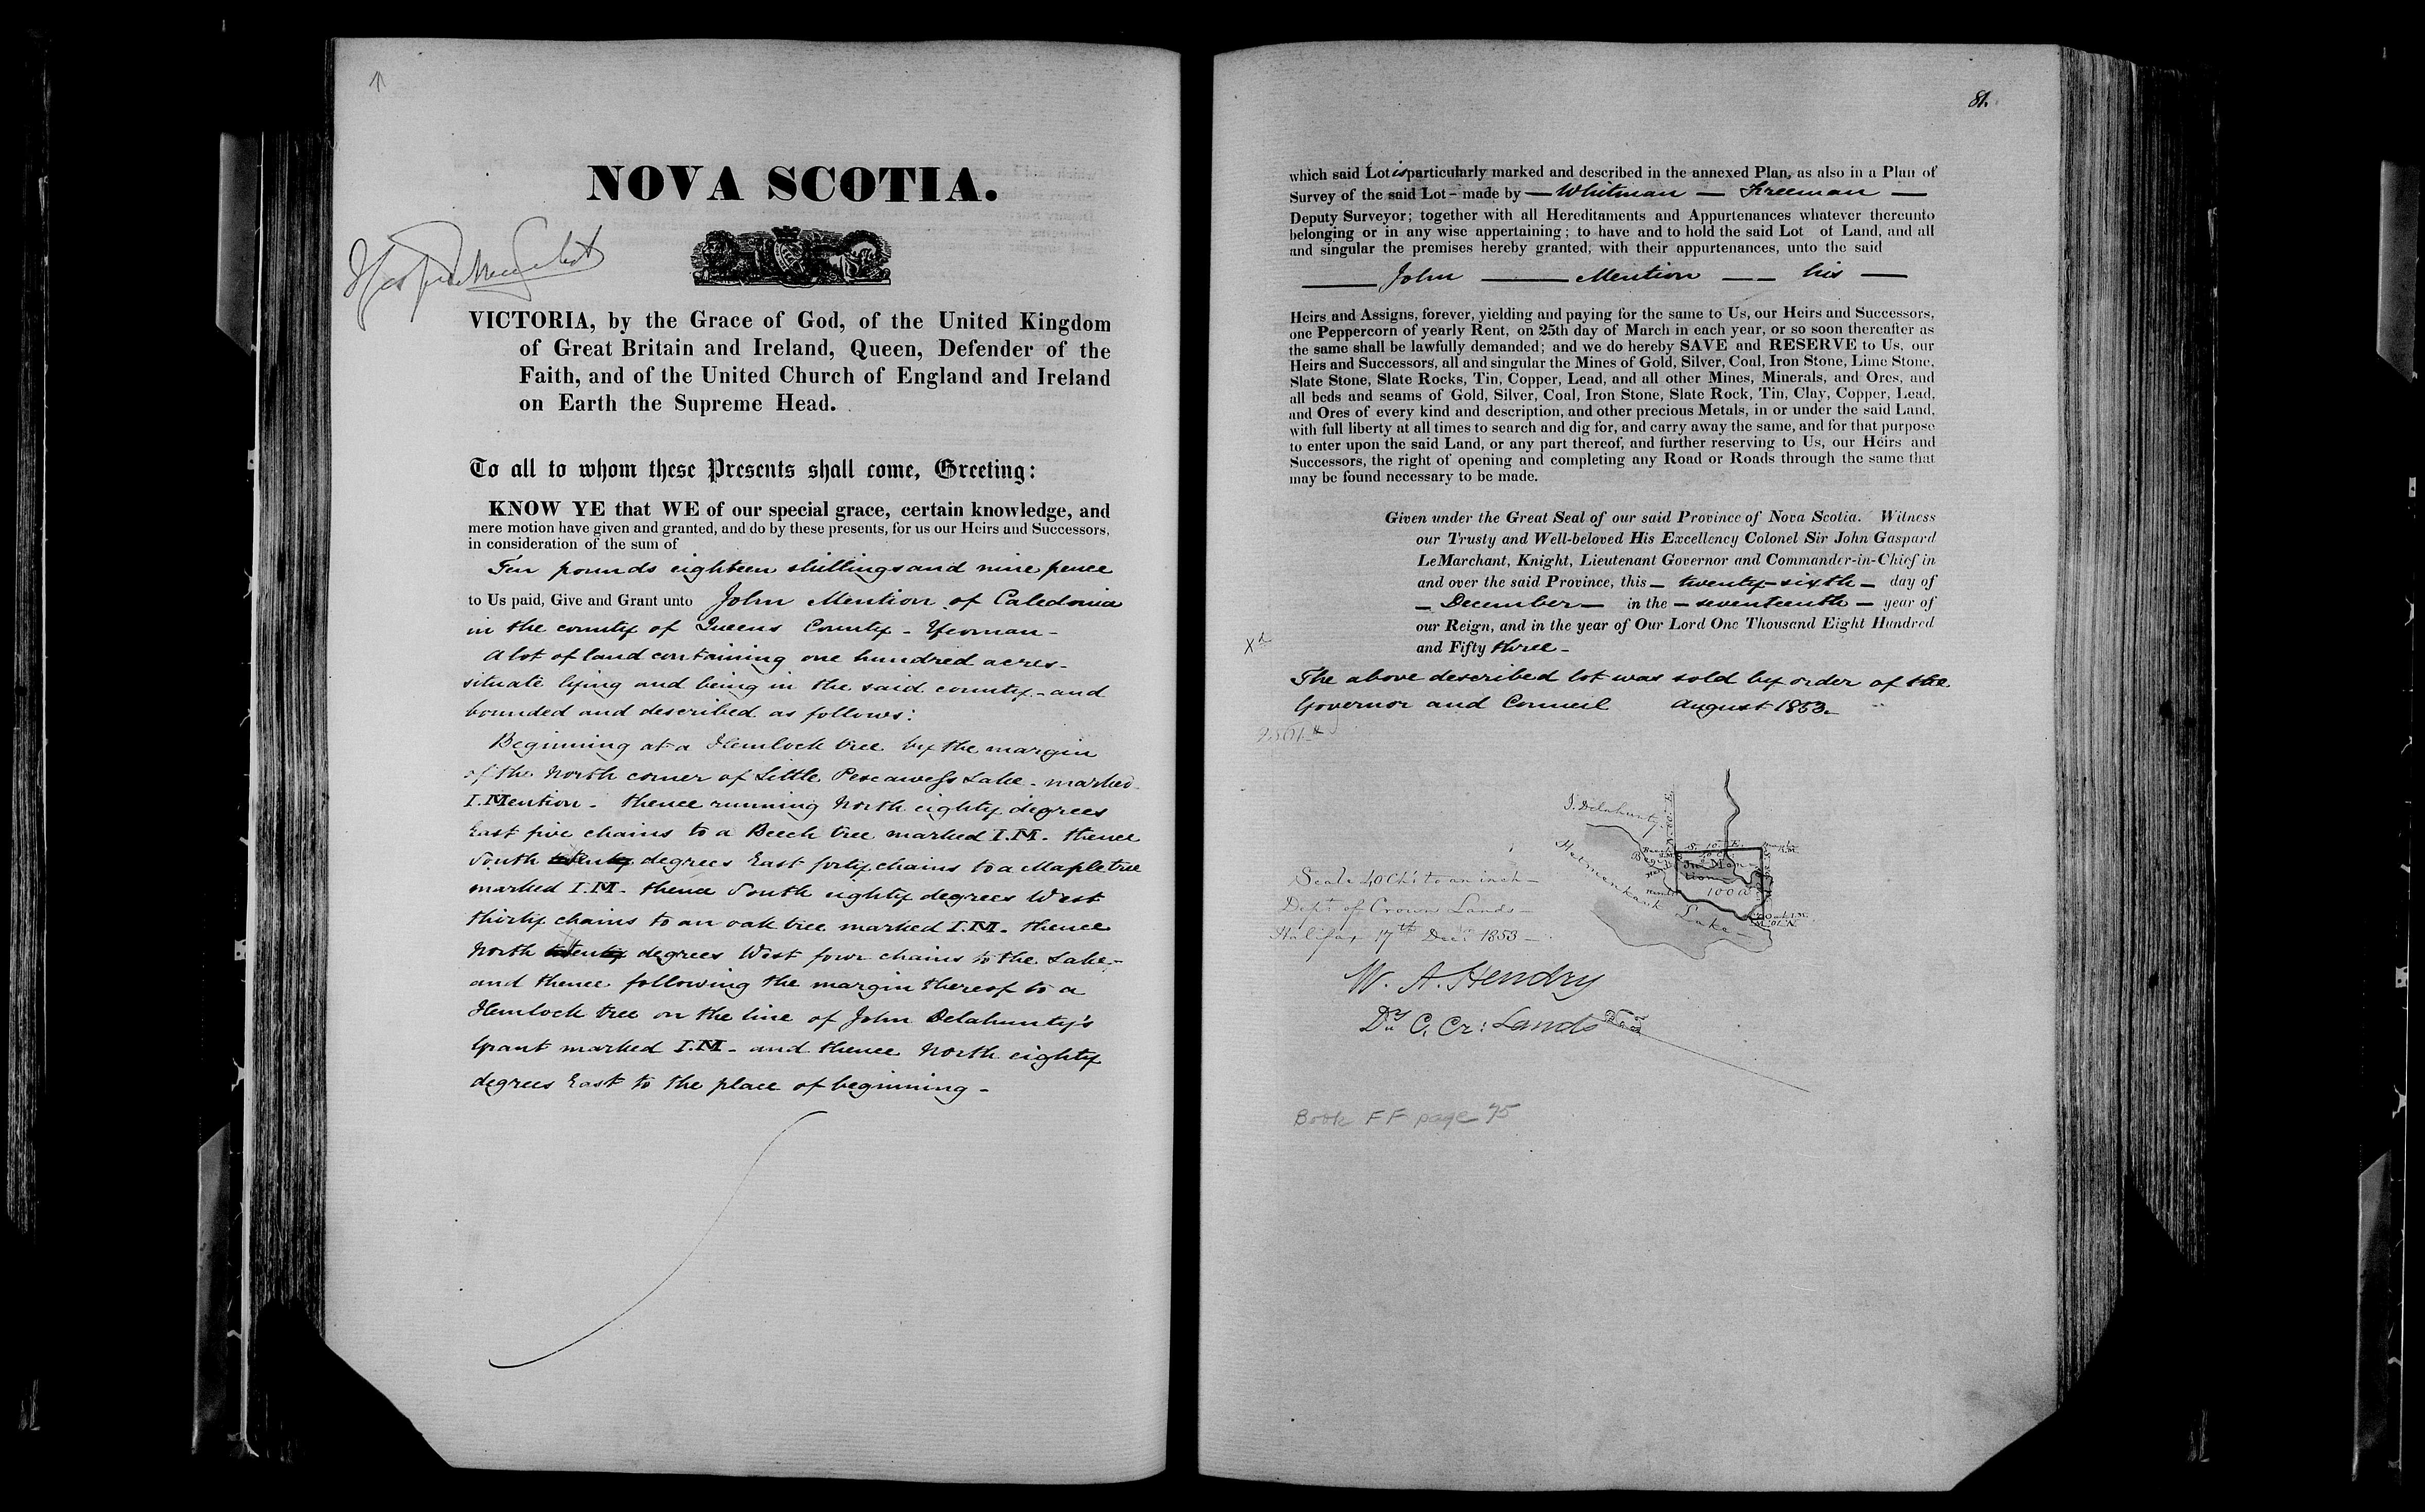 NOVA SCOTIA.
VICTORIA, by the Grace of God, of the United Kingdom
of Great Britain and Ireland, Queen, Defender of the
Faith, and of the United Church of England and Ireland
on Earth the Supreme Head.
To all to whom these Presents shall come, Greeting:
KNOW YE that WE of our special grace, certain knowledge, and
mere motion have given and granted, and do by these presents, for us our Heirs and Successors,
in consideration of the sum of
Ten pounds eighteen shillings and nine pence
to Us paid, Give and Grant unto John Mention of Caledonia
in the county of Queens County - Yeoman -
A lot of land containing one hundred acres -
situate lying and being in the said county - and
bounded and described as follows:
Beginning at a Hemlock tree by the margin
of the North corner of Little Pescawess Lake - marked
I. Mention - thence running North eighty degrees
East five chains to a Beech tree marked I.M. thence
South degrees East forty chains to a Maple tree
marked I.M. thence South eighty degrees West
thirty chains to an oak tree marked I.M. thence
North degrees West four chains to the Lake -
and thence following the margin thereof to a
Hemlock tree on the line of John Delahunty's
Grant marked I.M. - and thence North eighty
degrees East to the place of beginning -
81.
which said Lot is particularly marked and described in the annexed Plan, as also in a Plan of
Survey of the said Lot - made by — Whitman — Freeman —
Deputy Surveyor; together with all Hereditaments and Appurtenances whatever thereunto
belonging or in any wise appertaining; to have and to hold the said Lot of Land, and all
and singular the premises hereby granted, with their appurtenances, unto the said
— John — Mention — his —
Heirs and Assigns, forever, yielding and paying for the same to Us, our Heirs and Successors,
one Peppercorn of yearly Rent, on 25th day of March in each year, or so soon thereafter as
the same shall be lawfully demanded; and we do hereby SAVE and RESERVE to Us, our
Heirs and Successors, all and singular the Mines of Gold, Silver, Coal, Iron Stone, Lime Stone,
Slate Stone, Slate Rocks, Tin, Copper, Lead, and all other Mines, Minerals, and Ores, and
all beds and seams of Gold, Silver, Coal, Iron Stone, Slate Rock, Tin, Clay, Copper, Lead,
and Ores of every kind and description, and other precious Metals, in or under the said Land,
with full liberty at all times to search and dig for, and carry away the same, and for that purpose
to enter upon the said Land, or any part thereof, and further reserving to Us, our Heirs and
Successors, the right of opening and completing any Road or Roads through the same that
may be found necessary to be made.
Given under the Great Seal of our said Province of Nova Scotia. Witness
our Trusty and Well-beloved His Excellency Colonel Sir John Gaspard
LeMarchant, Knight, Lieutenant Governor and Commander-in-Chief in
and over the said Province, this — twenty-sixth — day of
— December — in the — seventeenth — year of
our Reign, and in the year of Our Lord One Thousand Eight Hundred
and Fifty three -
The above described lot was sold by order of the
Governor and Council August 1853.
J. Delahunty
100 a
Lake
Scale 40 Chs to an inch -
Dept of Crown Lands -
Halifax 17th Decr 1853 -
W. A. Hendry
Dy C. Cr: Lands
Book FF page 75